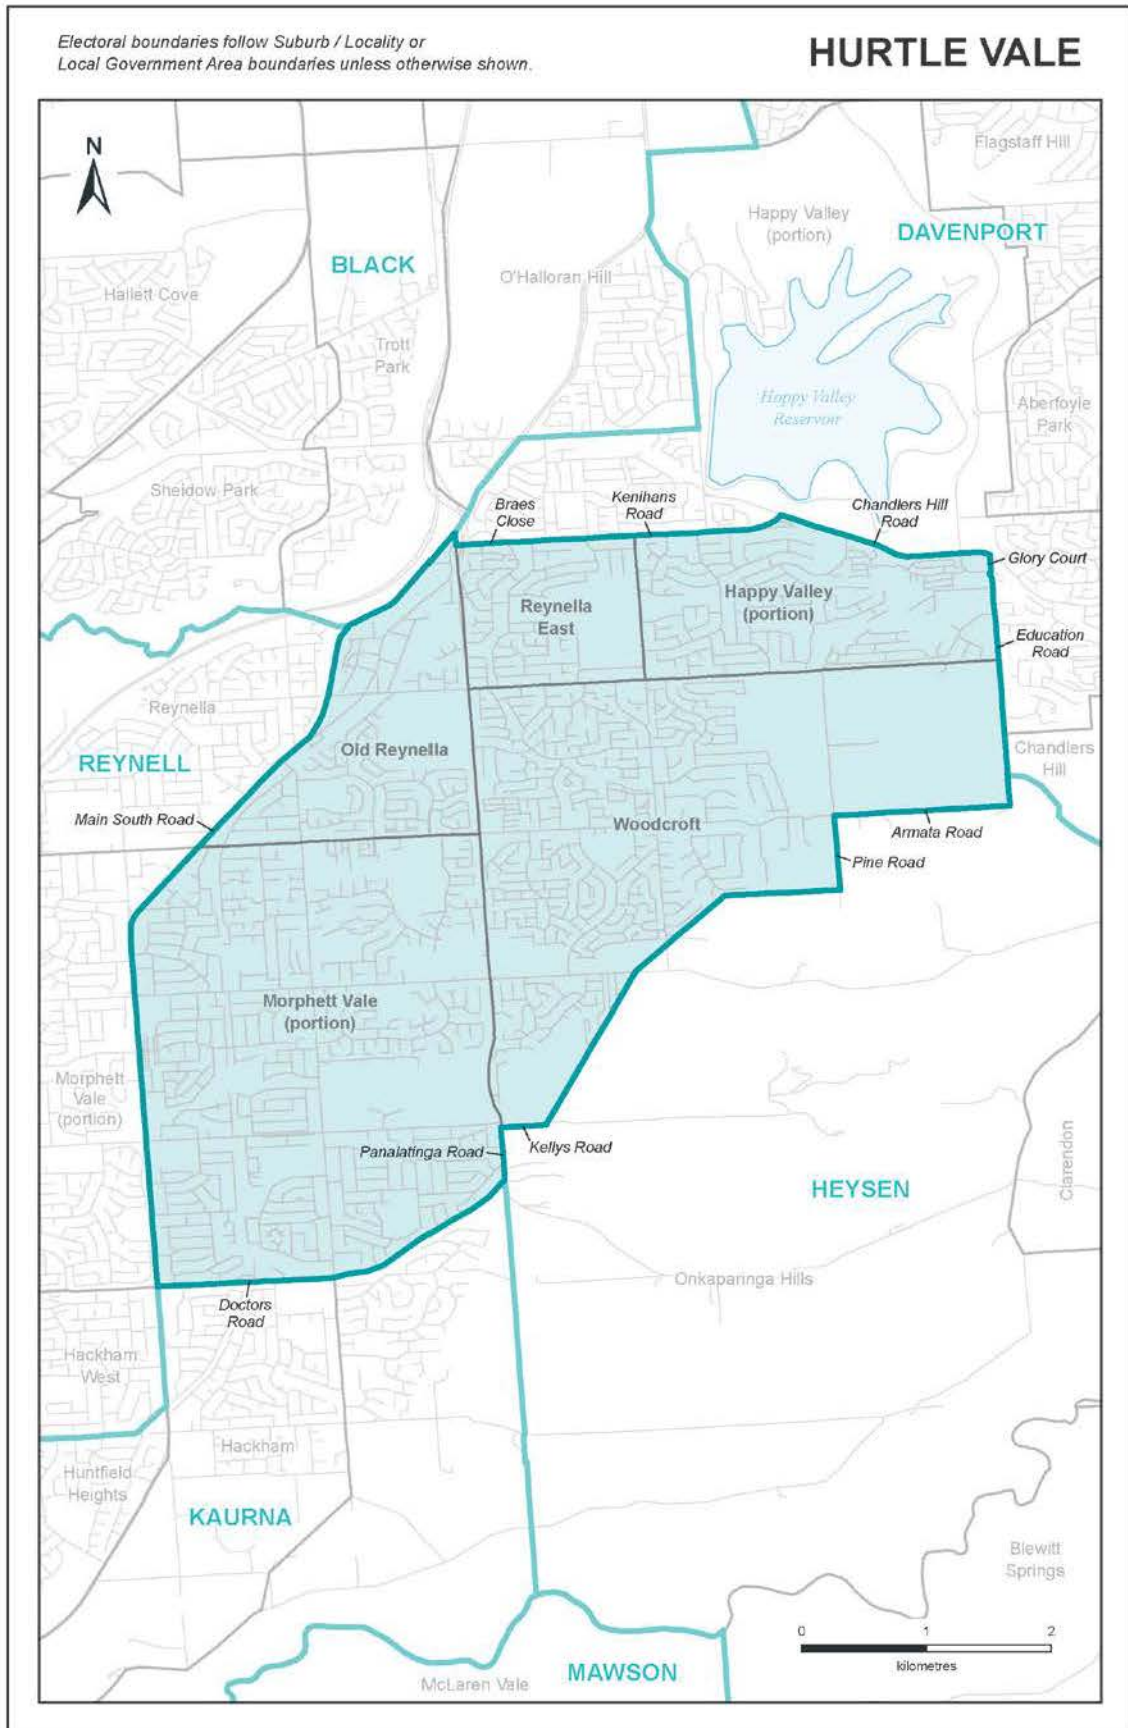 Electoral boundaries follow Suburb / Locality or
Local Government Area boundaries unless otherwise shown.
HURTLE VALE
N
Flagstaff Hill
Happy Valley
(portion)
DAVENPORT
BLACK
O'Halloran Hill
Hallett Cove
Trott
Park
Happy Valley
Reservoir
Aberfoyle
Park
Sheidow Park
Braes
Close
Kenihans
Road
Chandlers Hill
Road
Glory Court
Reynella
East
Happy Valley
(portion)
Education
Road
Reynella
Old Reynella
REYNELL
Chandlers
Hill
Main South Road
Woodcroft
Armata Road
Pine Road
Morphett Vale
(portion)
Morphett
Vale
(portion)
Panalatinga Road
Kellys Road
Clarendon
HEYSEN
Onkaparinga Hills
Doctors
Road
Hackham
West
Hackham
Huntfield
Heights
KAURNA
Blewitt
Springs
0 1 2
kilometres
MAWSON
McLaren Vale